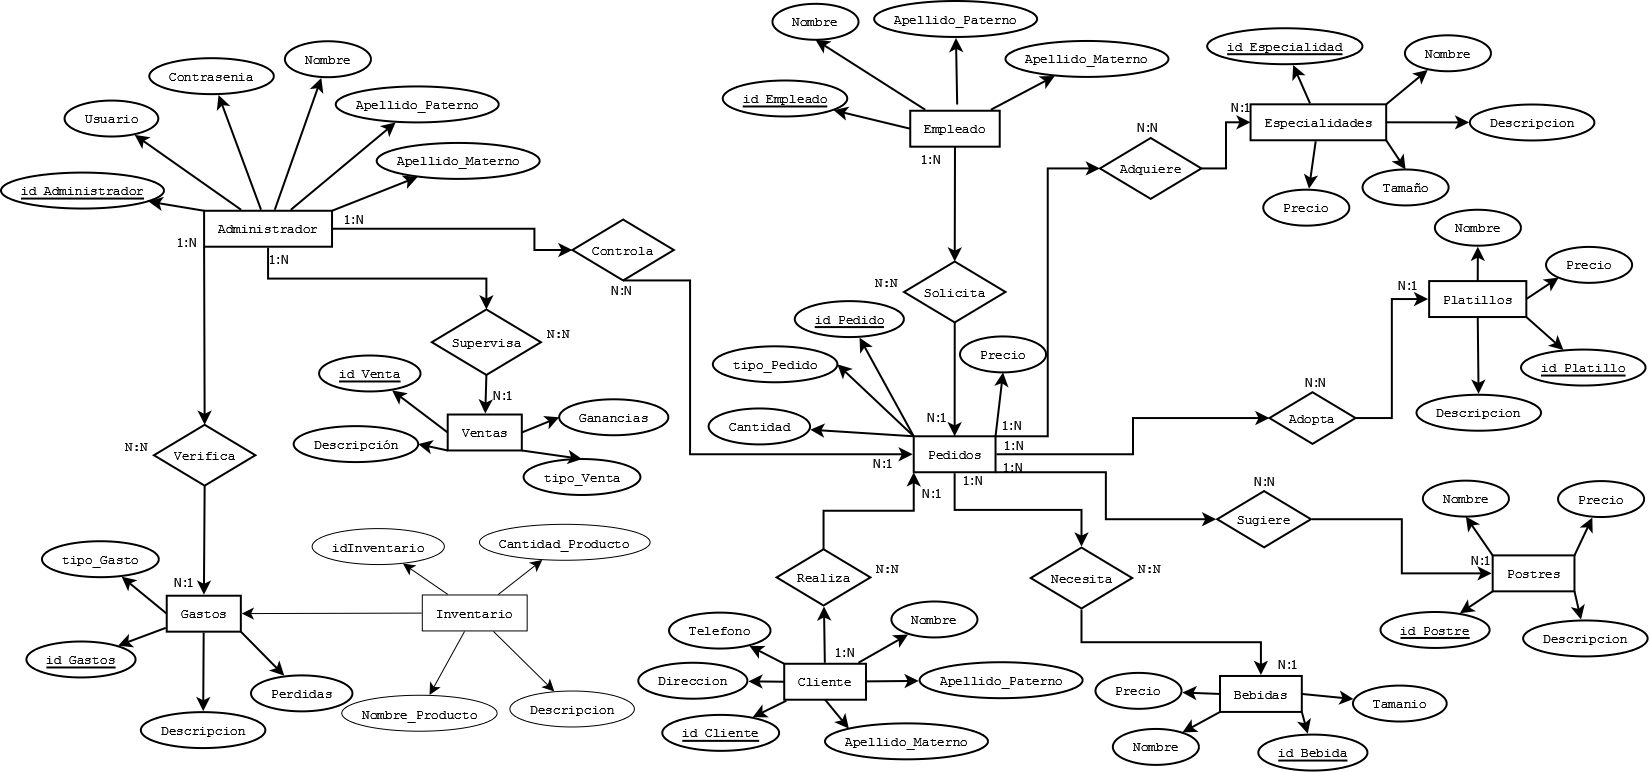 Nombre
Apellido_Paterno
Apellido_Materno
id Empleado
Empleado
1:N
id Especialidad
Nombre
N:1
Especialidades
Descripcion
Precio
Tamaño
N:N
Adquiere
Contrasenia
Nombre
Usuario
Apellido_Paterno
Apellido_Materno
id Administrador
Administrador
1:N
1:N
1:N
Controla
N:N
Supervisa
N:N
N:1
id Venta
Ventas
Ganancias
Descripción
tipo_Venta
N:N
Verifica
N:1
tipo_Gasto
Gastos
id Gastos
Perdidas
Descripcion
idInventario
Cantidad_Producto
Inventario
Nombre_Producto
Descripcion
N:N
Solicita
N:1
id Pedido
tipo_Pedido
Precio
Cantidad
Pedidos
1:N
1:N
1:N
1:N
N:1
N:1
Nombre
Precio
N:1
Platillos
id Platillo
Descripcion
N:N
Adopta
N:N
Sugiere
Nombre
Precio
N:1
Postres
id Postre
Descripcion
Realiza
N:N
Necesita
N:N
Telefono
Nombre
1:N
Direccion
Cliente
Apellido_Paterno
id Cliente
Apellido_Materno
N:1
Precio
Bebidas
Tamanio
Nombre
id Bebida